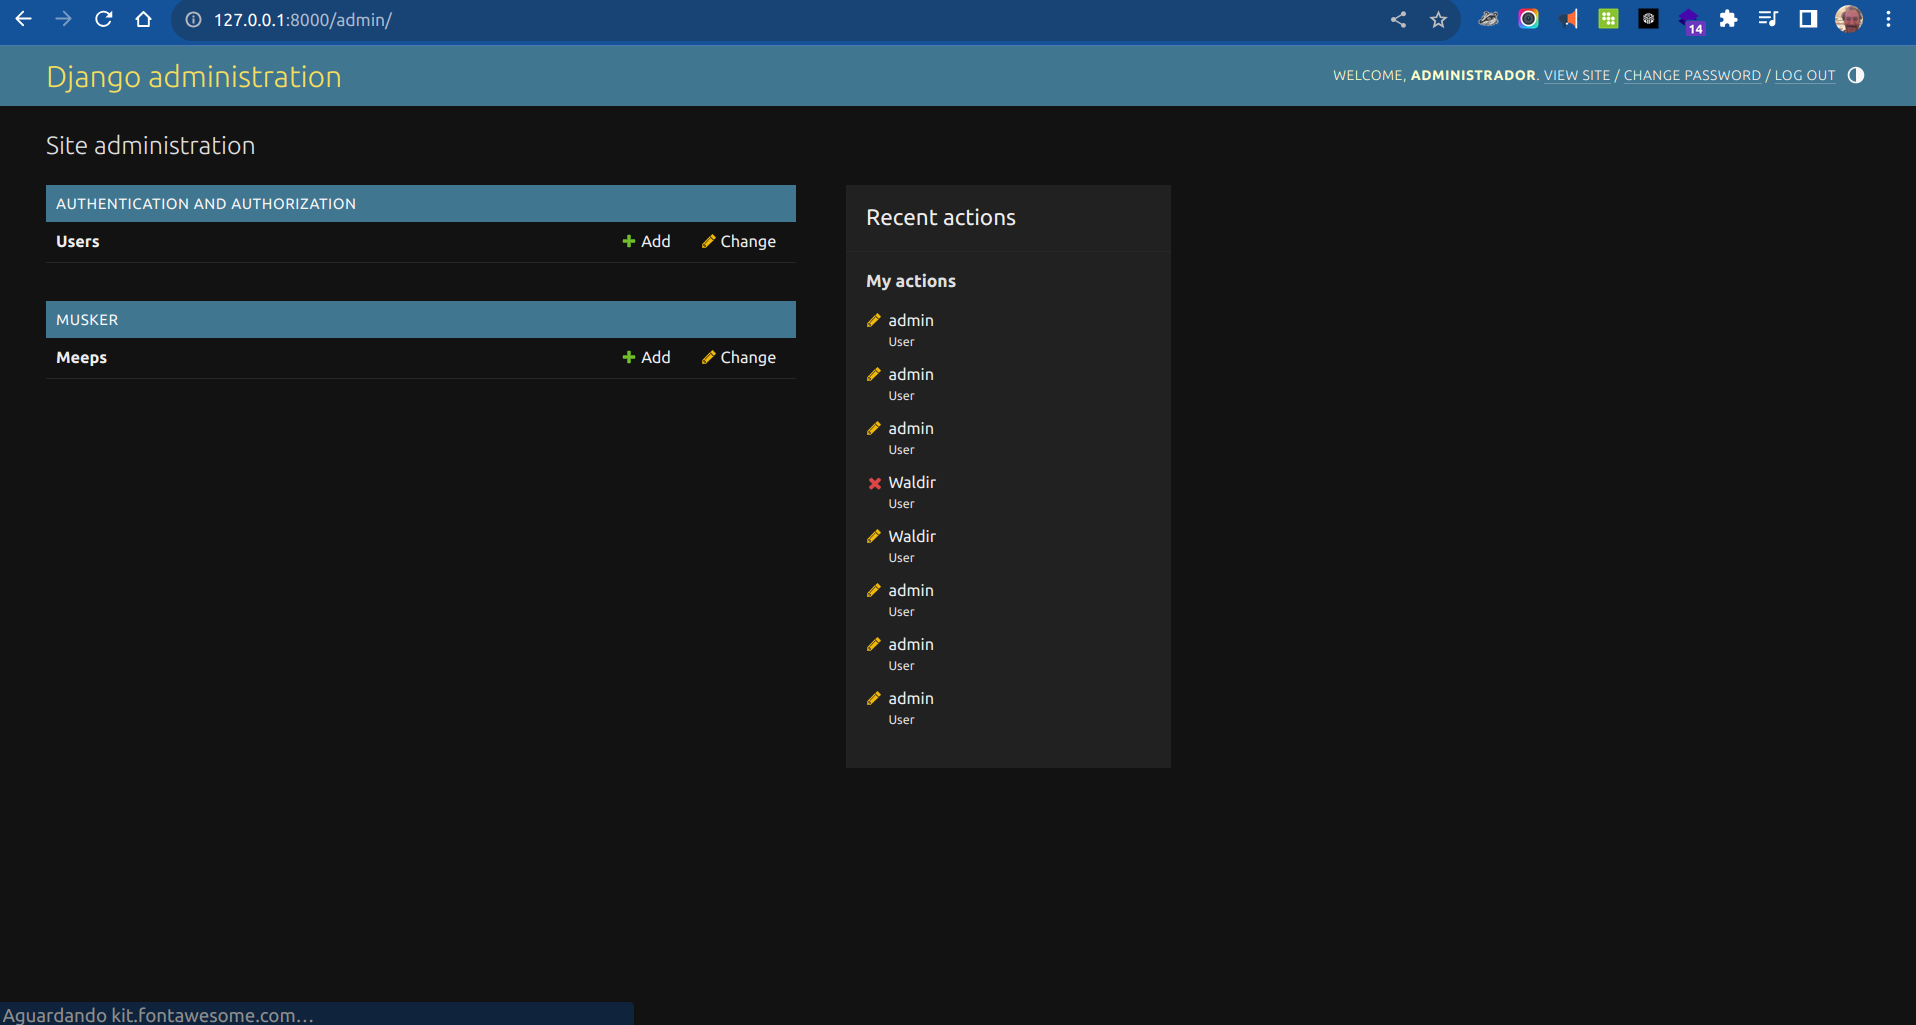 127.0.0.1:8000/admin/
14
Django administration
WELCOME, ADMINISTRADOR. VIEW SITE / CHANGE PASSWORD / LOG OUT
Site administration
AUTHENTICATION AND AUTHORIZATION
Users Add Change
MUSKER
Meeps Add Change
Recent actions
My actions
admin
User
admin
User
admin
User
Waldir
User
Waldir
User
admin
User
admin
User
admin
User
Aguardando kit.fontawesome.com...